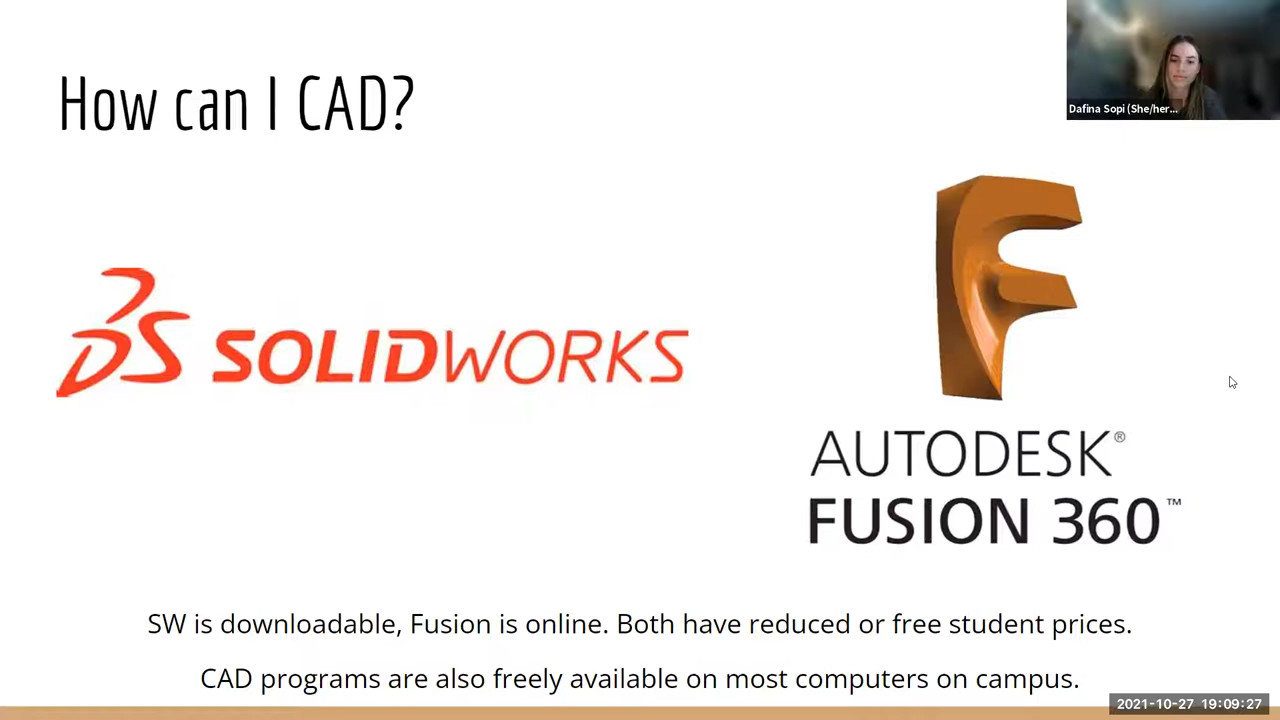 How can I CAD?
Dafina Sopi (She/her...
DS SOLIDWORKS
F
AUTODESK®
FUSION 360™
SW is downloadable, Fusion is online. Both have reduced or free student prices.
CAD programs are also freely available on most computers on campus.
2021-10-27 19:09:27